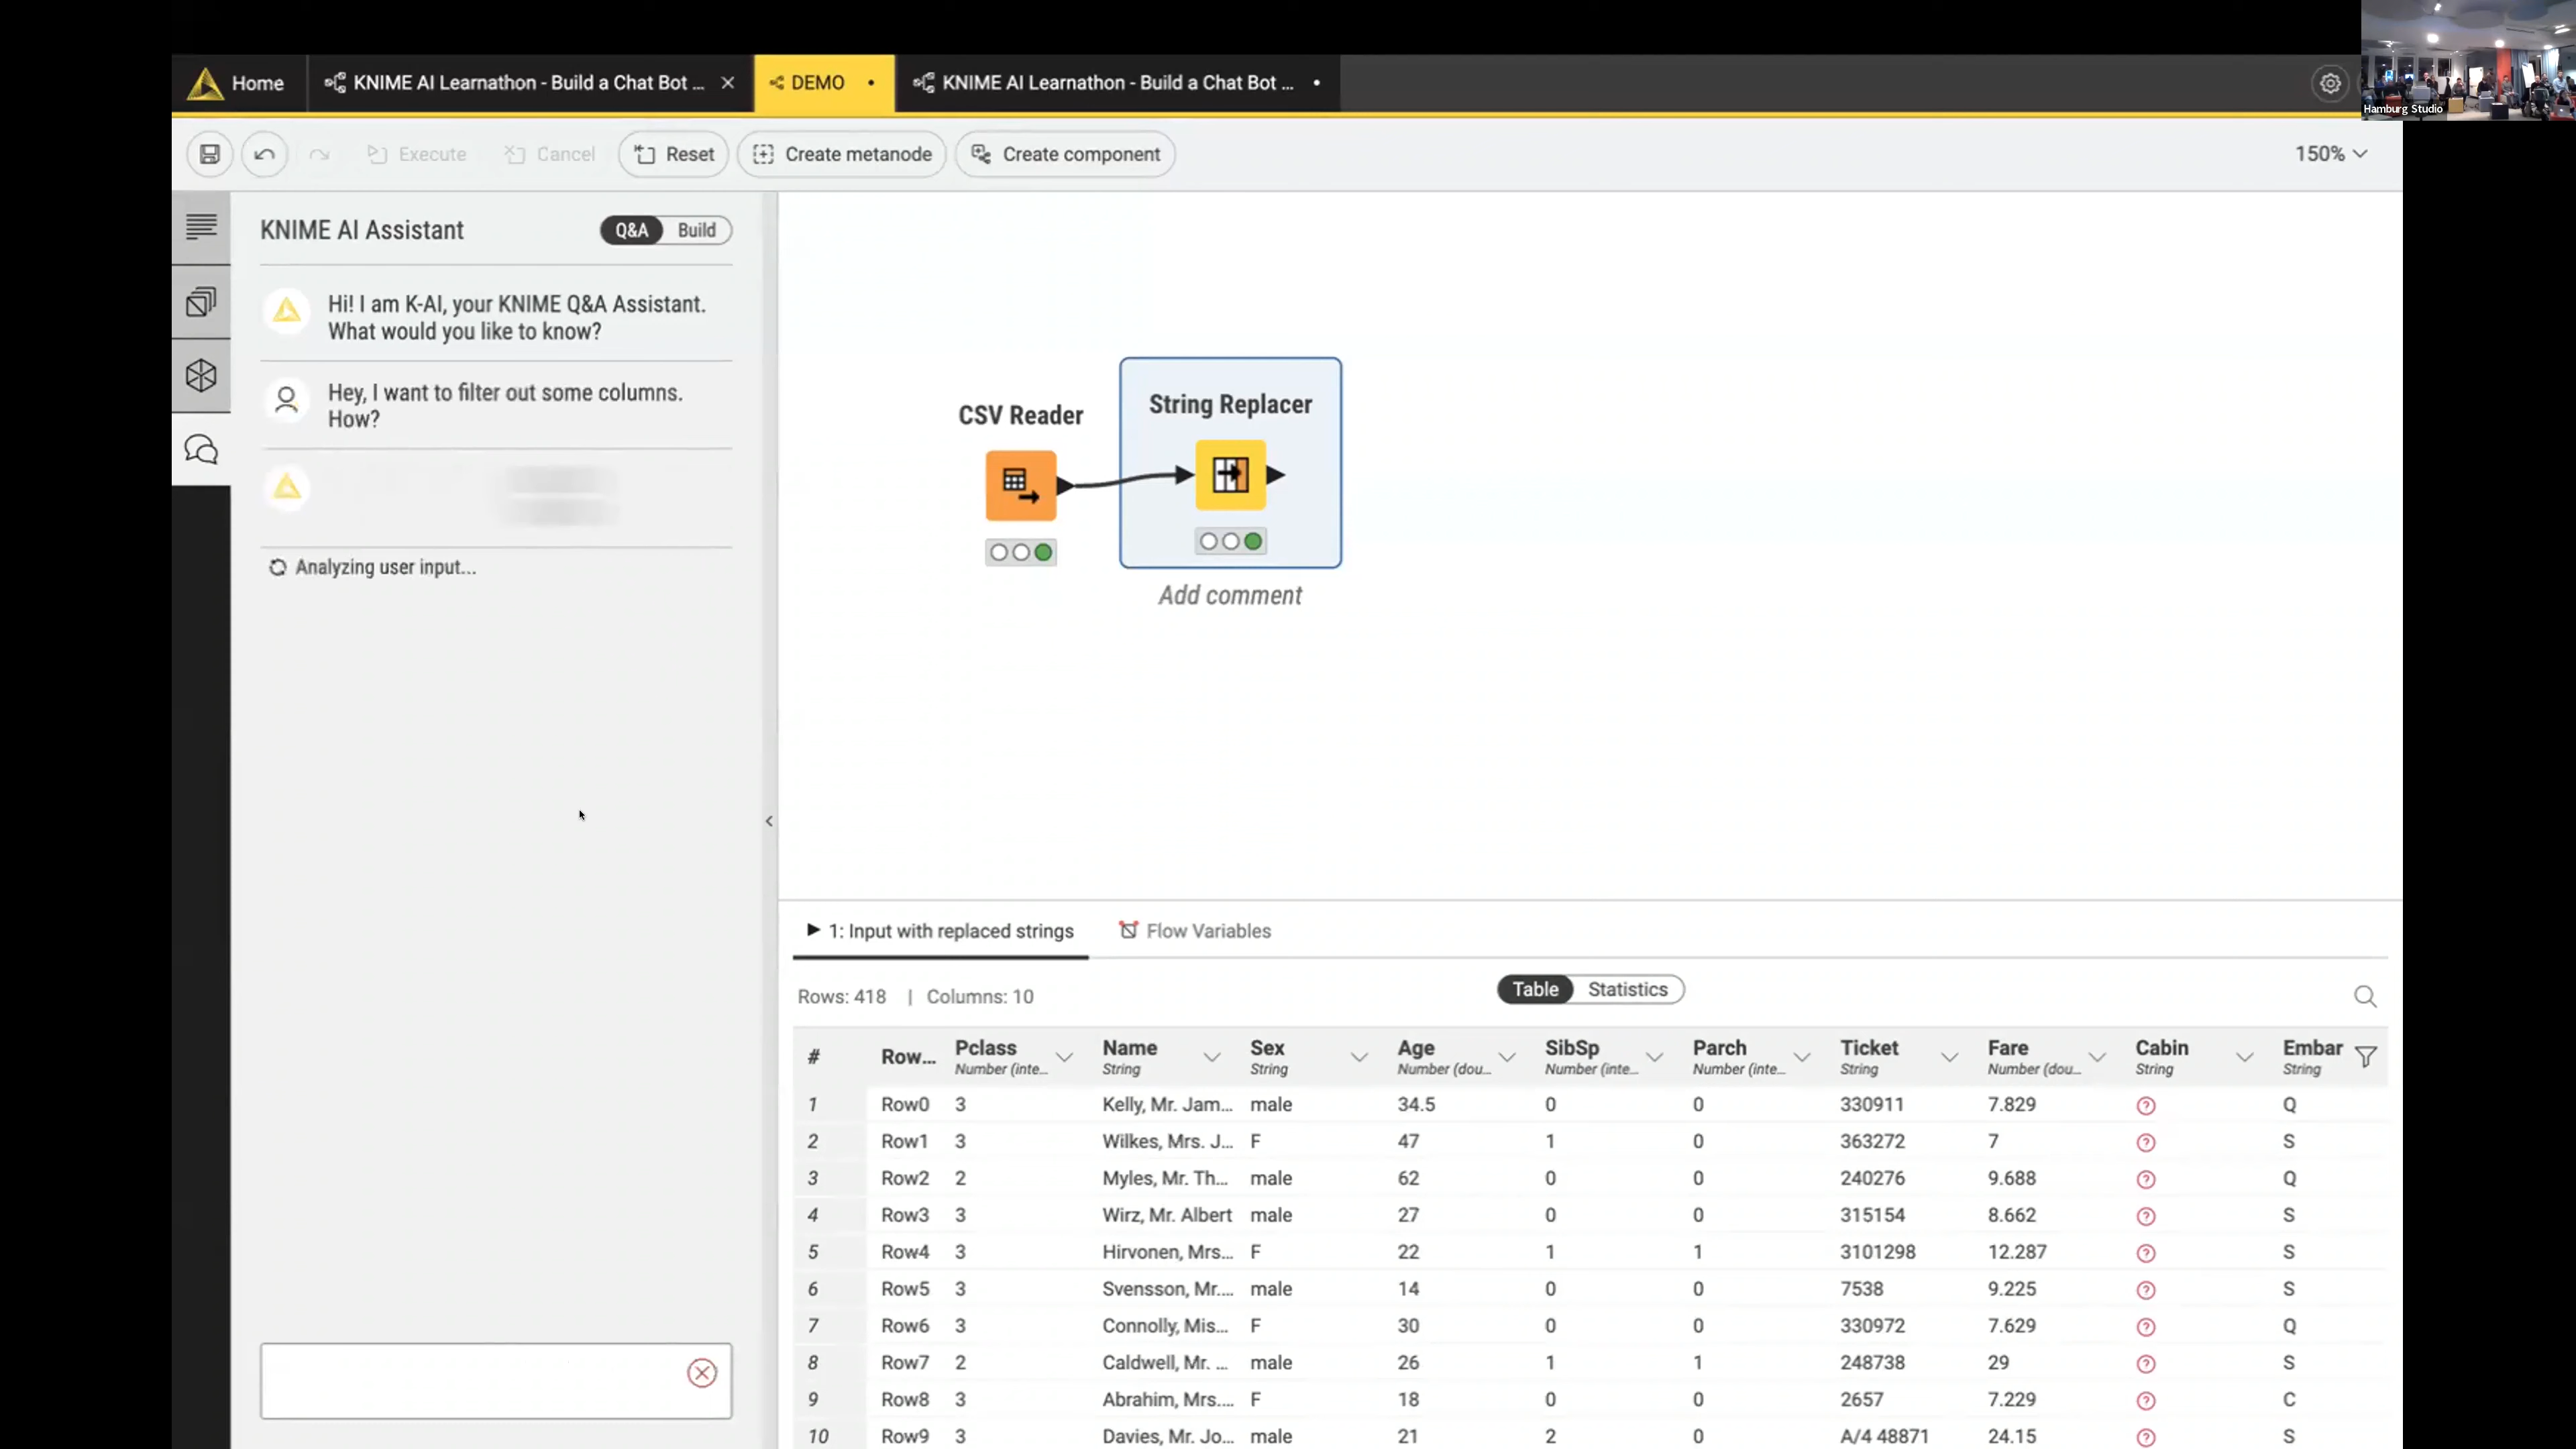 Hamburg Studio
Home
KNIME AI Learnathon - Build a Chat Bot ...
DEMO
KNIME AI Learnathon - Build a Chat Bot ...
Execute
Cancel
Reset
Create metanode
Create component
150%
KNIME AI Assistant
Q&A
Build
Hi! I am K-AI, your KNIME Q&A Assistant.
What would you like to know?
Hey, I want to filter out some columns.
How?
Analyzing user input...
CSV Reader
String Replacer
Add comment
1: Input with replaced strings
Flow Variables
Rows: 418 | Columns: 10
Table
Statistics
# Row... Pclass Name Sex Age SibSp Parch Ticket Fare Cabin Embar
Number (inte... String String Number (dou... Number (inte... Number (inte... String Number (dou... String String
1 Row0 3 Kelly, Mr. Jam... male 34.5 0 0 330911 7.829 ? Q
2 Row1 3 Wilkes, Mrs. J... F 47 1 0 363272 7 ? S
3 Row2 2 Myles, Mr. Th... male 62 0 0 240276 9.688 ? Q
4 Row3 3 Wirz, Mr. Albert male 27 0 0 315154 8.662 ? S
5 Row4 3 Hirvonen, Mrs... F 22 1 1 3101298 12.287 ? S
6 Row5 3 Svensson, Mr.... male 14 0 0 7538 9.225 ? S
7 Row6 3 Connolly, Mis... F 30 0 0 330972 7.629 ? Q
8 Row7 2 Caldwell, Mr. ... male 26 1 1 248738 29 ? S
9 Row8 3 Abrahim, Mrs.... F 18 0 0 2657 7.229 ? C
10 Row9 3 Davies, Mr. Jo... male 21 2 0 A/4 48871 24.15 ? S